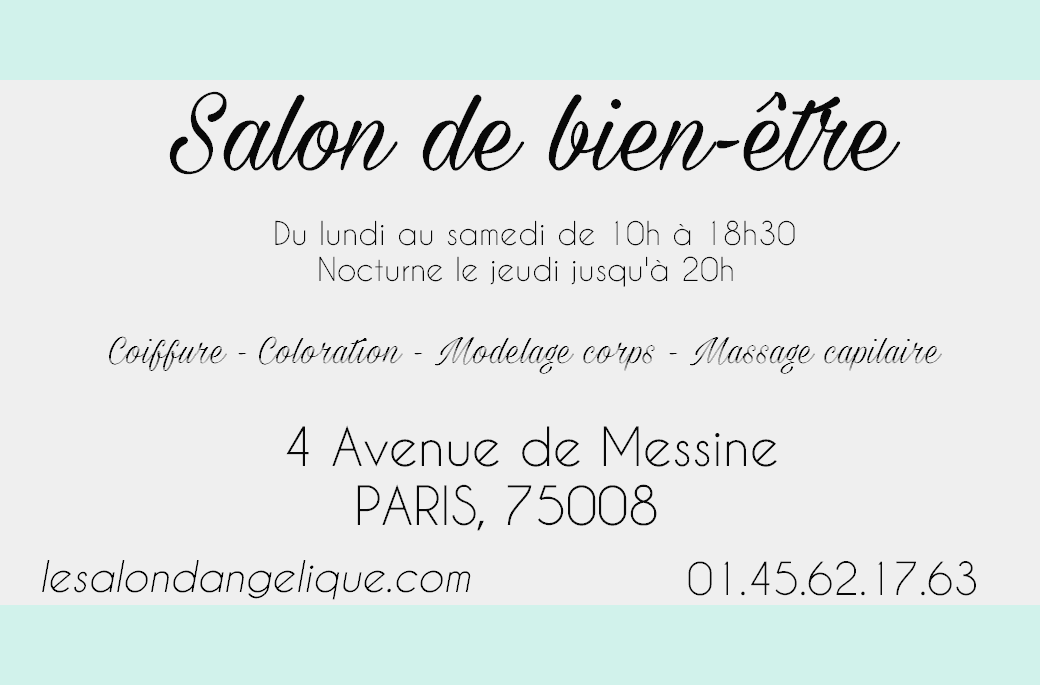 Salon de bien-être
Du lundi au samedi de 10h à 18h30
Nocturne le jeudi jusqu'à 20h
Coiffure - Coloration - Modelage corps - Massage capilaire
4 Avenue de Messine
PARIS, 75008
lesalondangelique.com
01.45.62.17.63